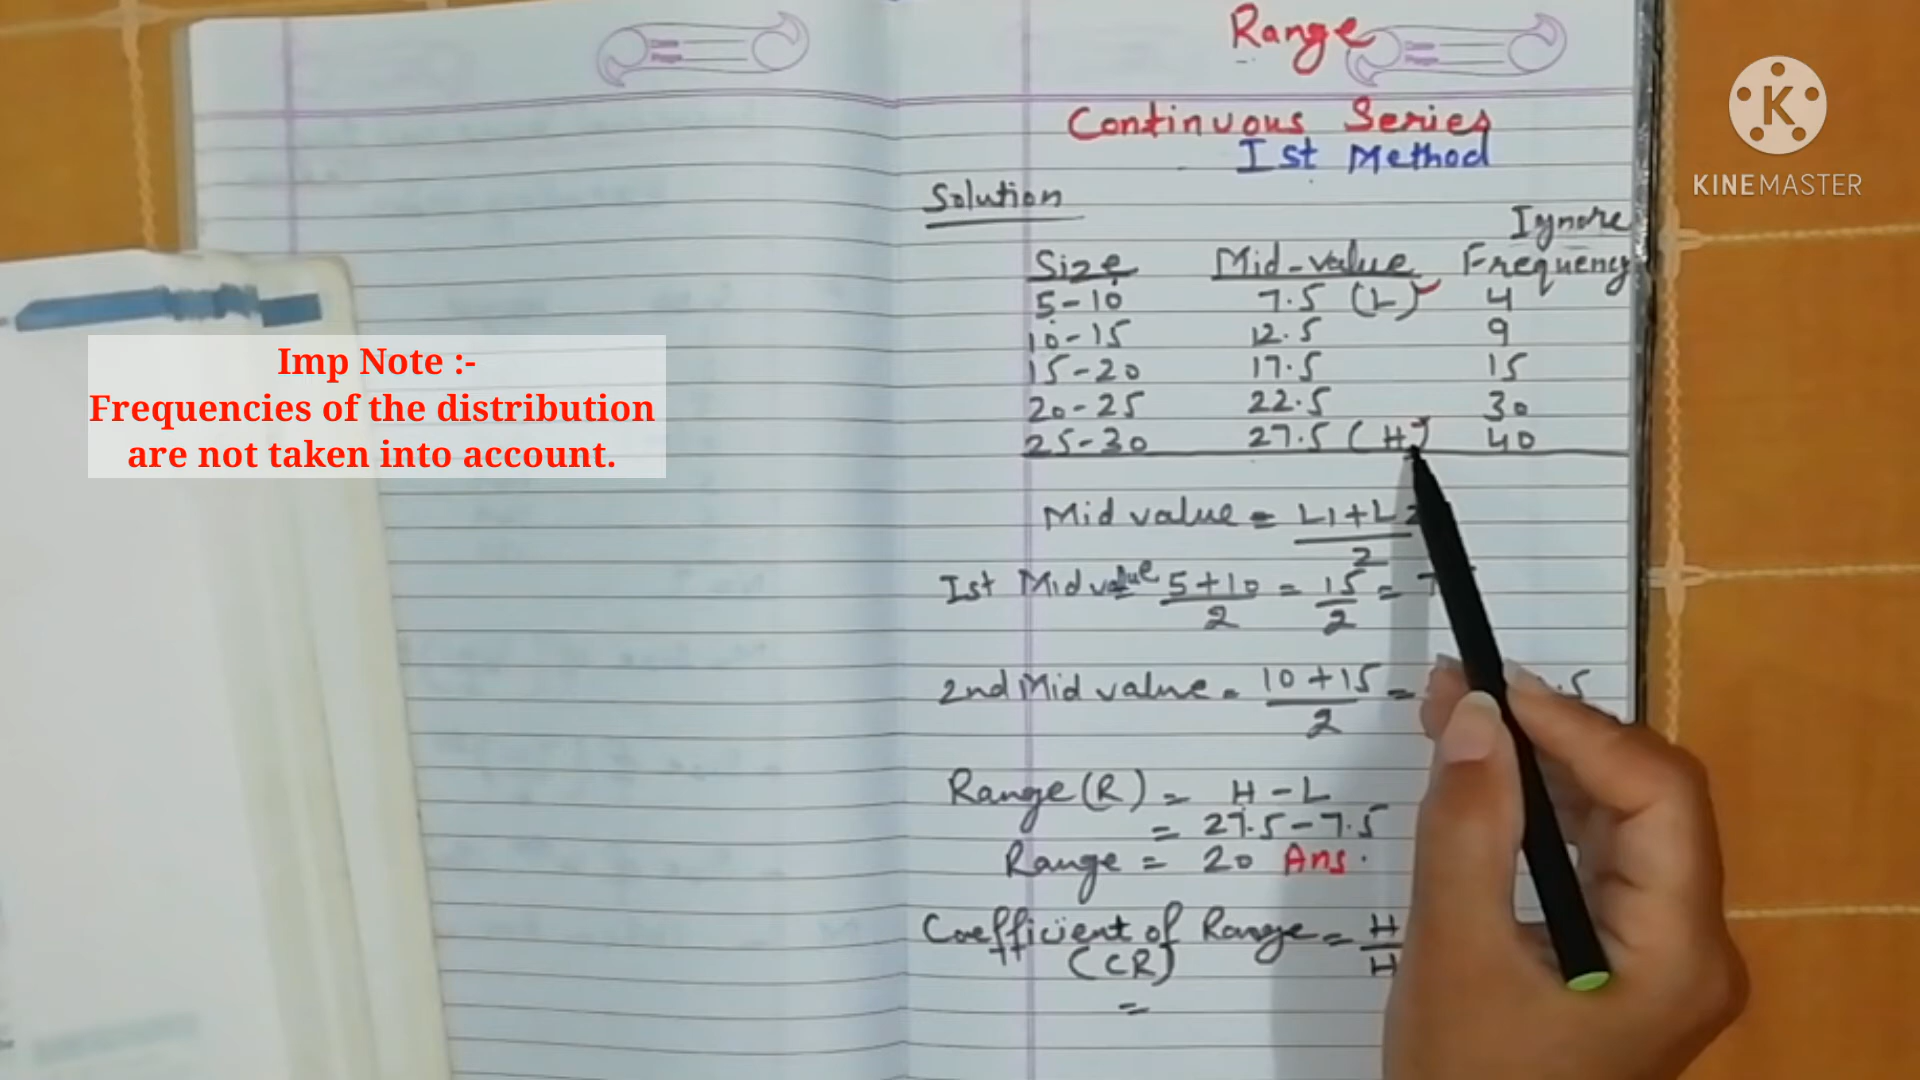 Range
Continuous Series
Ist Method
Solution
Ignore
Size Mid-value Frequency
5-10 7.5 (L) 4
10-15 12.5 9
15-20 17.5 15
20-25 22.5 30
25-30 27.5 (H) 40
Mid value = L1+L2/2
Ist Mid value = 5+10/2 = 15/2 = 7
2nd Mid value = 10+15/2 = .5
Range (R) = H-L
= 27.5-7.5
Range = 20 Ans.
Coefficient of Range = H/H
(CR)
=
Imp Note :-
Frequencies of the distribution
are not taken into account.
KINEMASTER